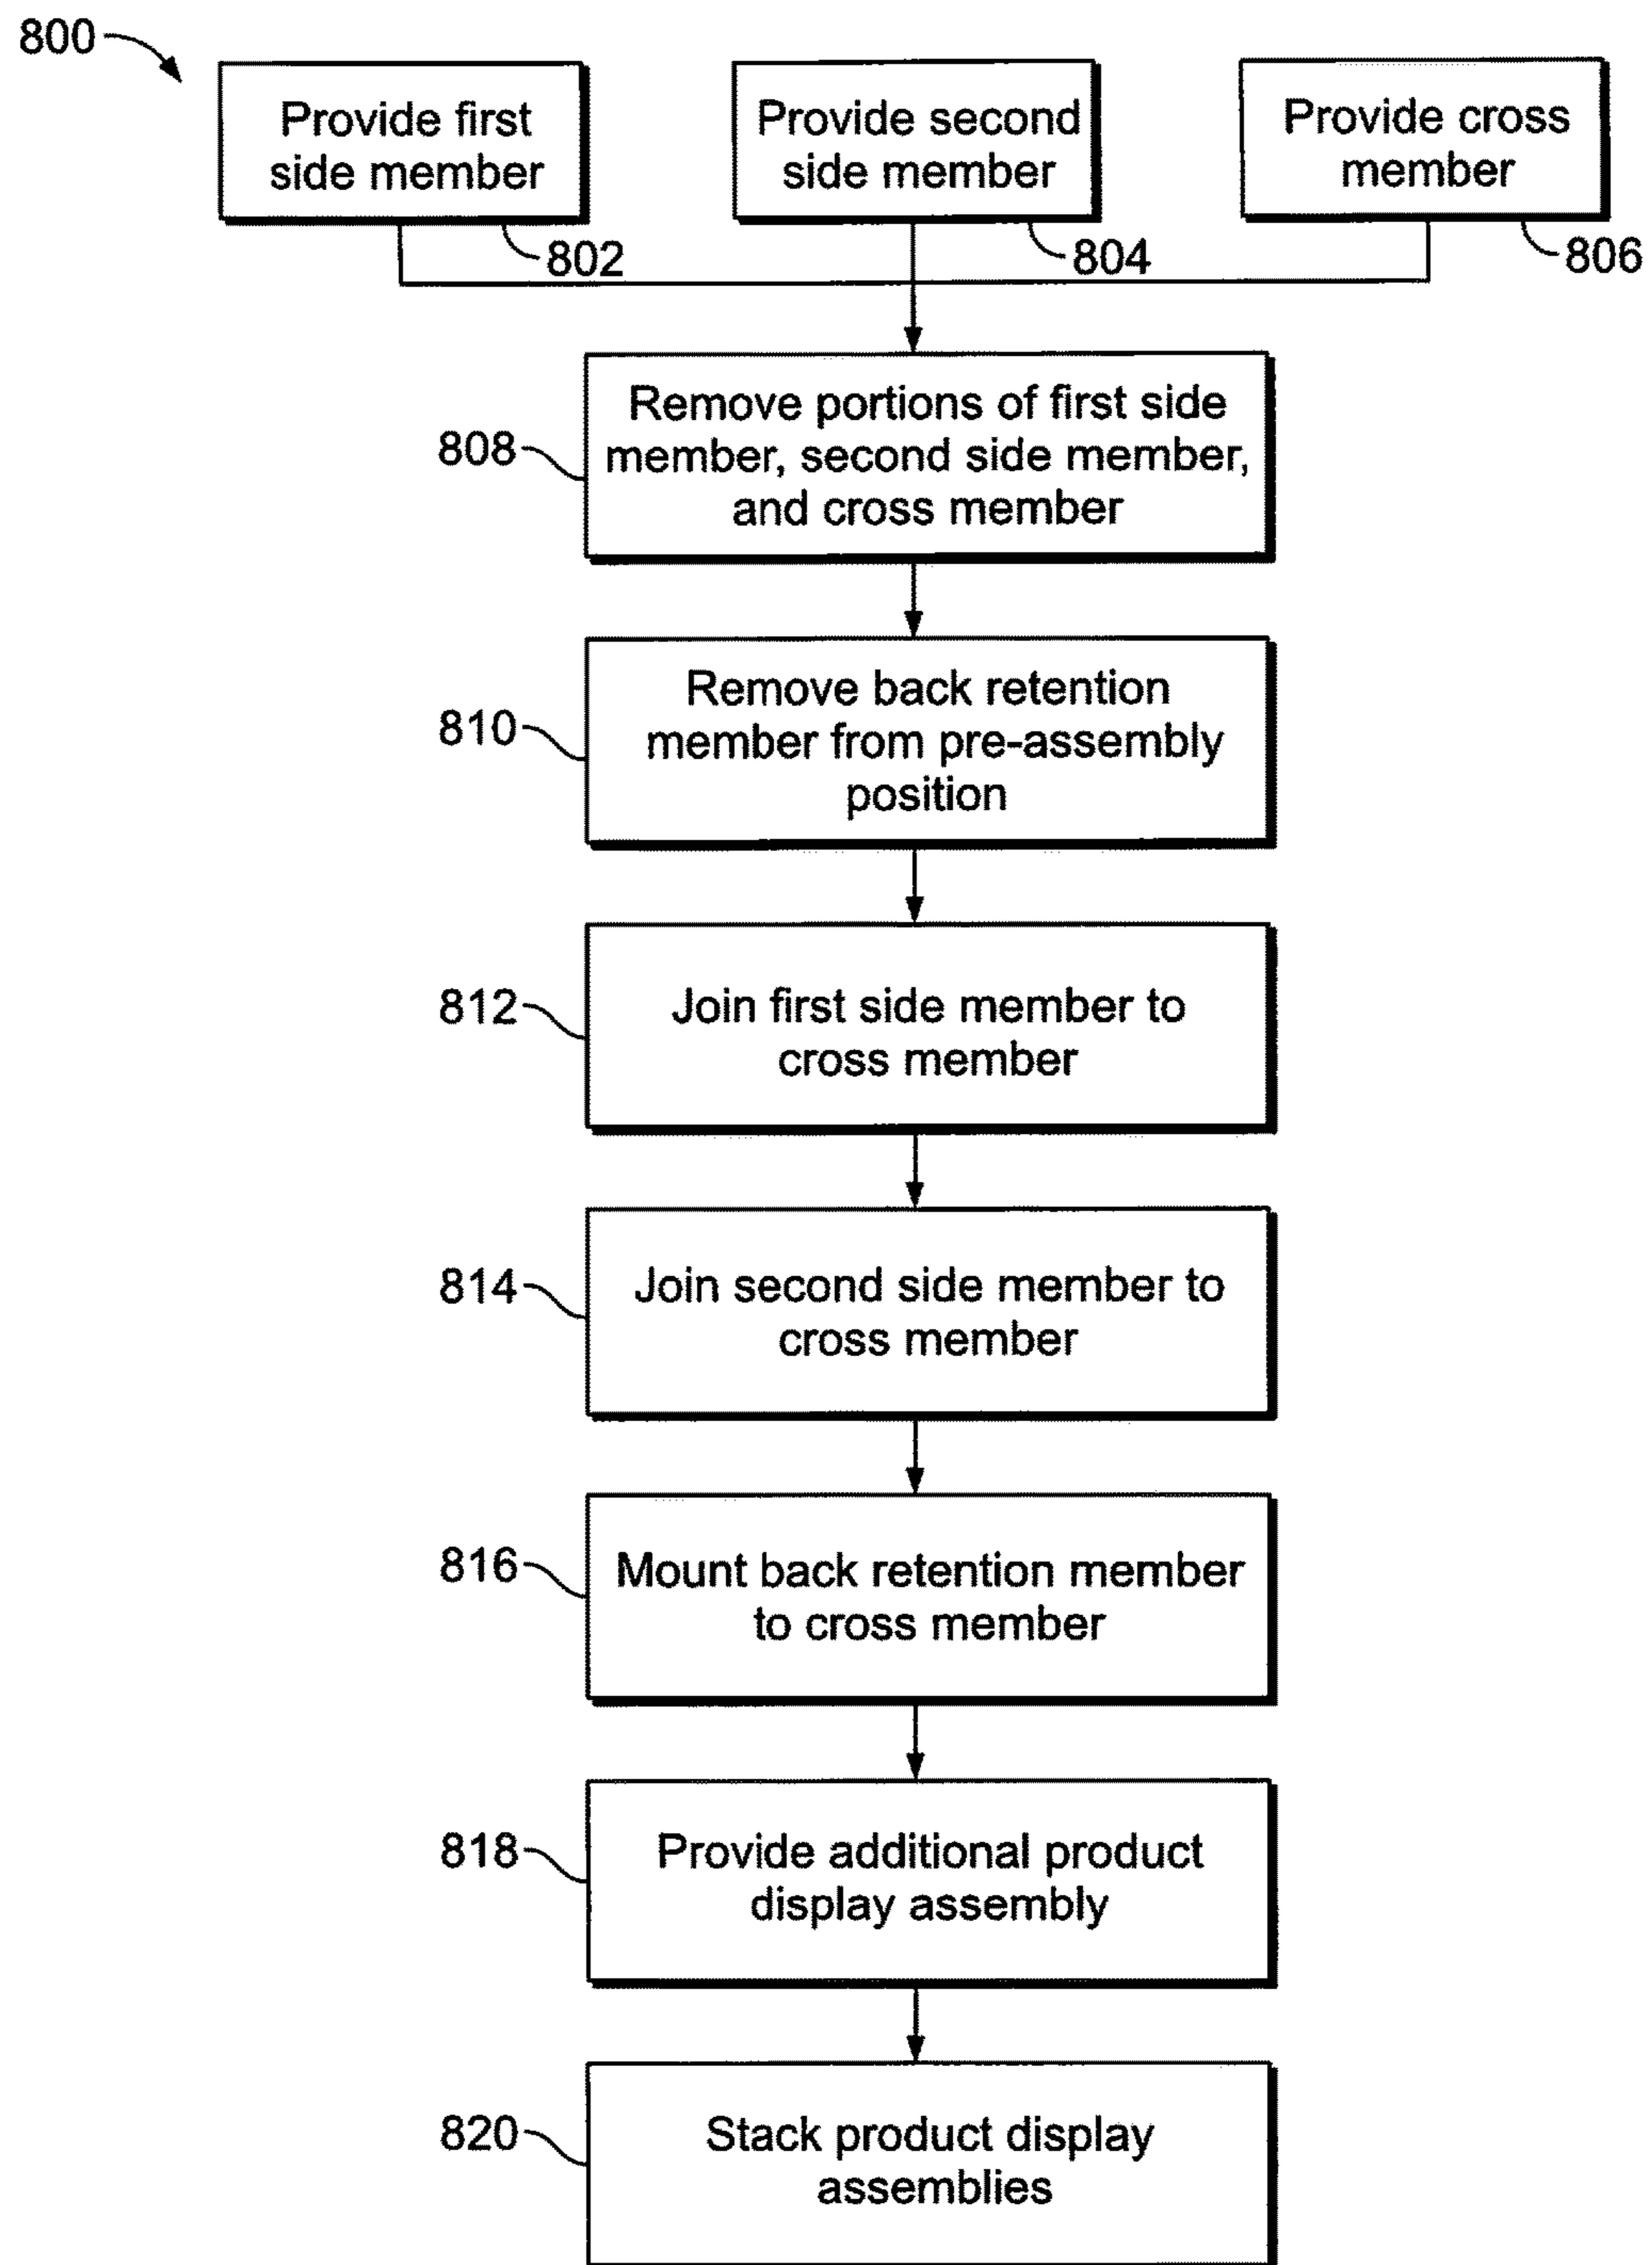 800
Provide first
side member
802
Provide second
side member
804
Provide cross
member
806
808
Remove portions of first side
member, second side member,
and cross member
810
Remove back retention
member from pre-assembly
position
812
Join first side member to
cross member
814
Join second side member to
cross member
816
Mount back retention member
to cross member
818
Provide additional product
display assembly
820
Stack product display
assemblies